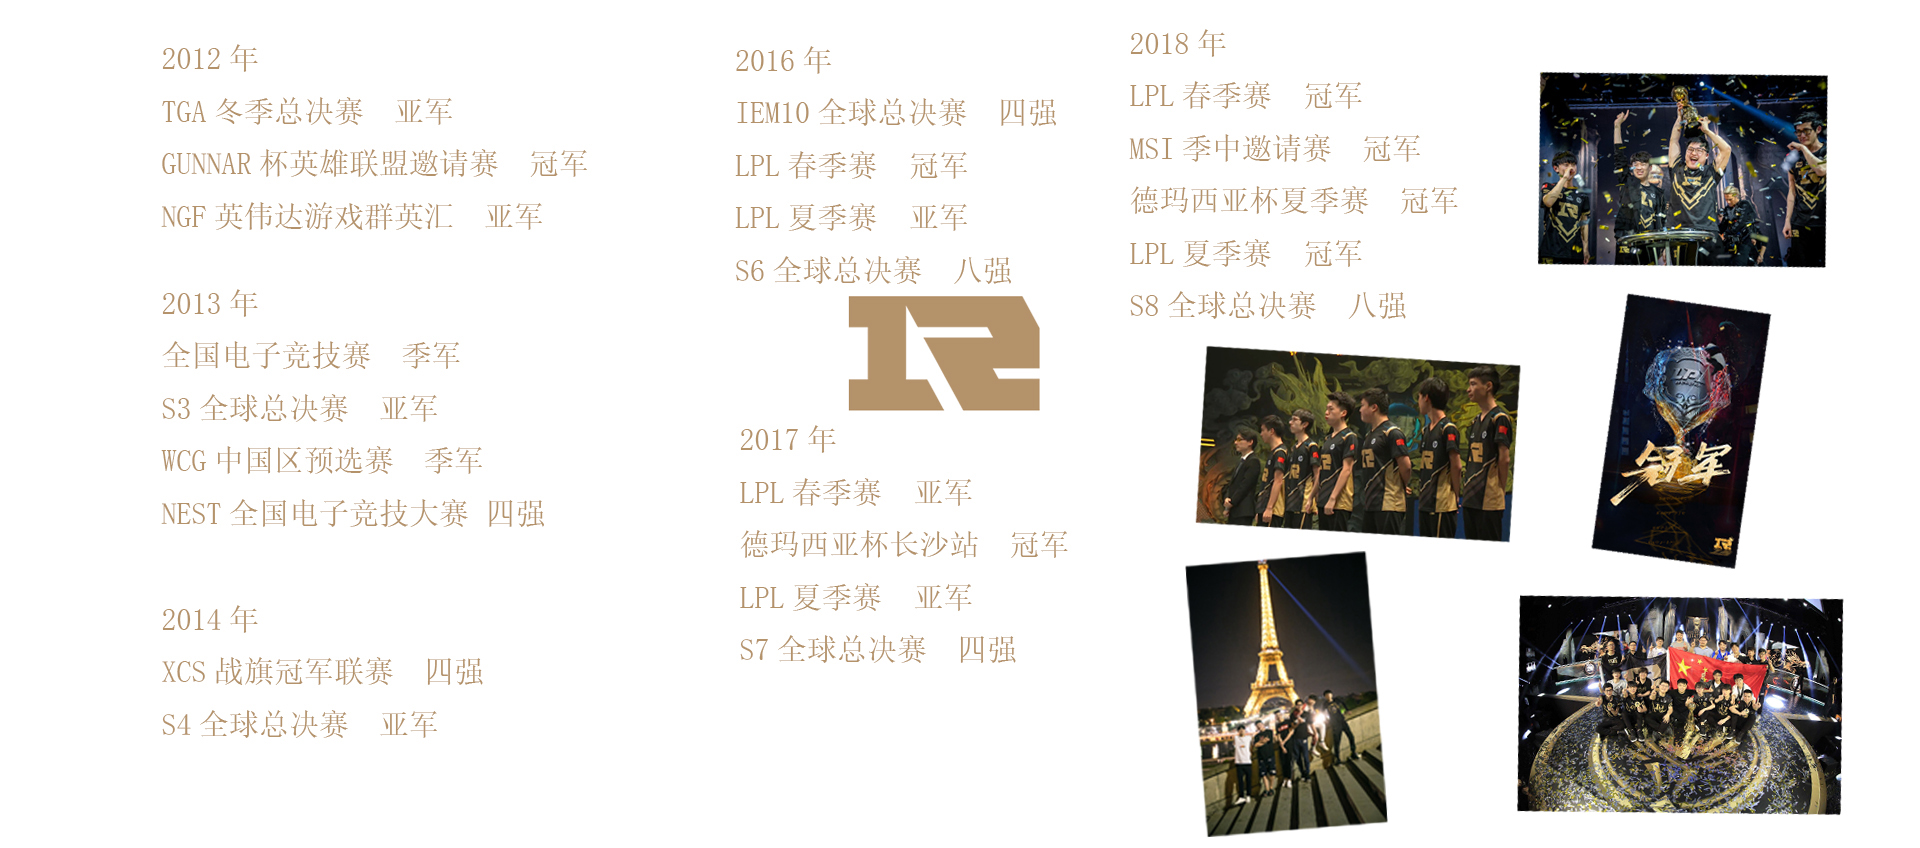 2012 年
TGA 冬季总决赛 亚军
GUNNAR 杯英雄联盟邀请赛 冠军
NGF 英伟达游戏群英汇 亚军
2013 年
全国电子竞技赛 季军
S3 全球总决赛 亚军
WCG 中国区预选赛 季军
NEST 全国电子竞技大赛 四强
2014 年
XCS 战旗冠军联赛 四强
S4 全球总决赛 亚军
2016 年
IEM10 全球总决赛 四强
LPL 春季赛 冠军
LPL 夏季赛 亚军
S6 全球总决赛 八强
2017 年
LPL 春季赛 亚军
德玛西亚杯长沙站 冠军
LPL 夏季赛 亚军
S7 全球总决赛 四强
2018 年
LPL 春季赛 冠军
MSI 季中邀请赛 冠军
德玛西亚杯夏季赛 冠军
LPL 夏季赛 冠军
S8 全球总决赛 八强
LPL
冠军